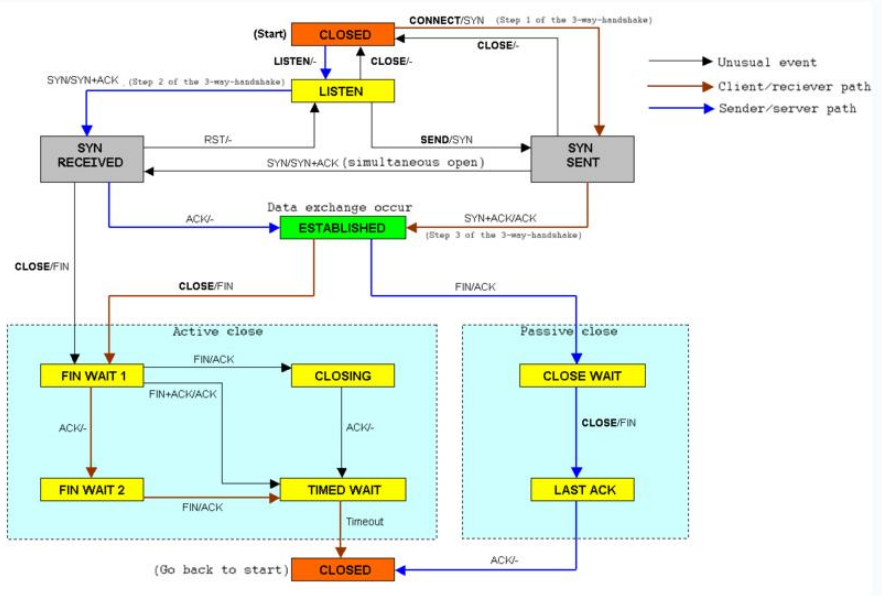 CONNECT/SYN (Step 1 of the 3-way-handshake)
(Start) CLOSED
CLOSE/-
LISTEN/- CLOSE/-
Unusual event
Client/reciever path
Sender/server path
SYN/SYN+ACK (Step 2 of the 3-way-handshake)
LISTEN
SYN
RECEIVED
RST/-
SEND/SYN
SYN
SENT
SYN/SYN+ACK (simultaneous open)
Data exchange occur
ACK/-
ESTABLISHED
SYN+ACK/ACK
(Step 3 of the 3-way-handshake)
CLOSE/FIN
CLOSE/FIN
FIN/ACK
Active close
Passive close
FIN WAIT 1
FIN/ACK
CLOSING
CLOSE WAIT
FIN+ACK/ACK
ACK/-
ACK/-
CLOSE/FIN
FIN WAIT 2
FIN/ACK
TIMED WAIT
LAST ACK
Timeout
(Go back to start) CLOSED
ACK/-